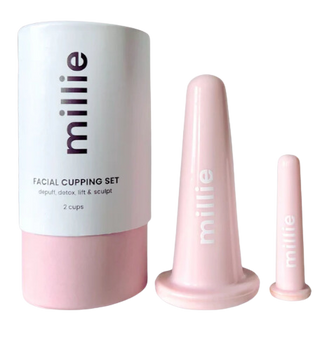 millie
FACIAL CUPPING SET
depuff, detox, lift & sculpt
2 cups
millie
millie